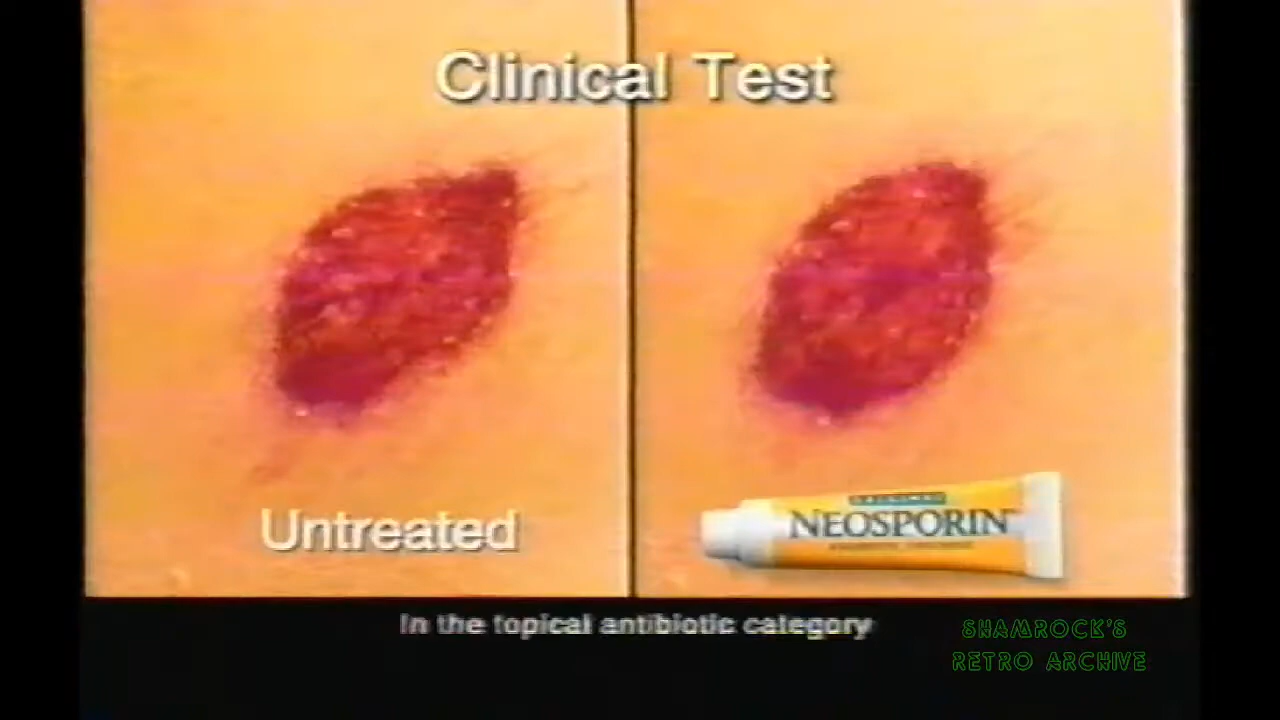 Clinical Test
Untreated
NEOSPORIN
In the topical antibiotic category
SHAMROCK'S
RETRO ARCHIVE